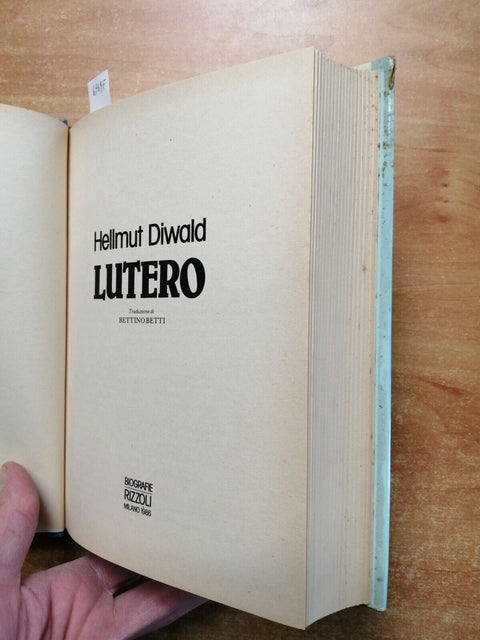 Hellmut Diwald
LUTERO
Traduzione di
BETTINO BETTI
BIOGRAFIE
RIZZOLI
MILANO 1986